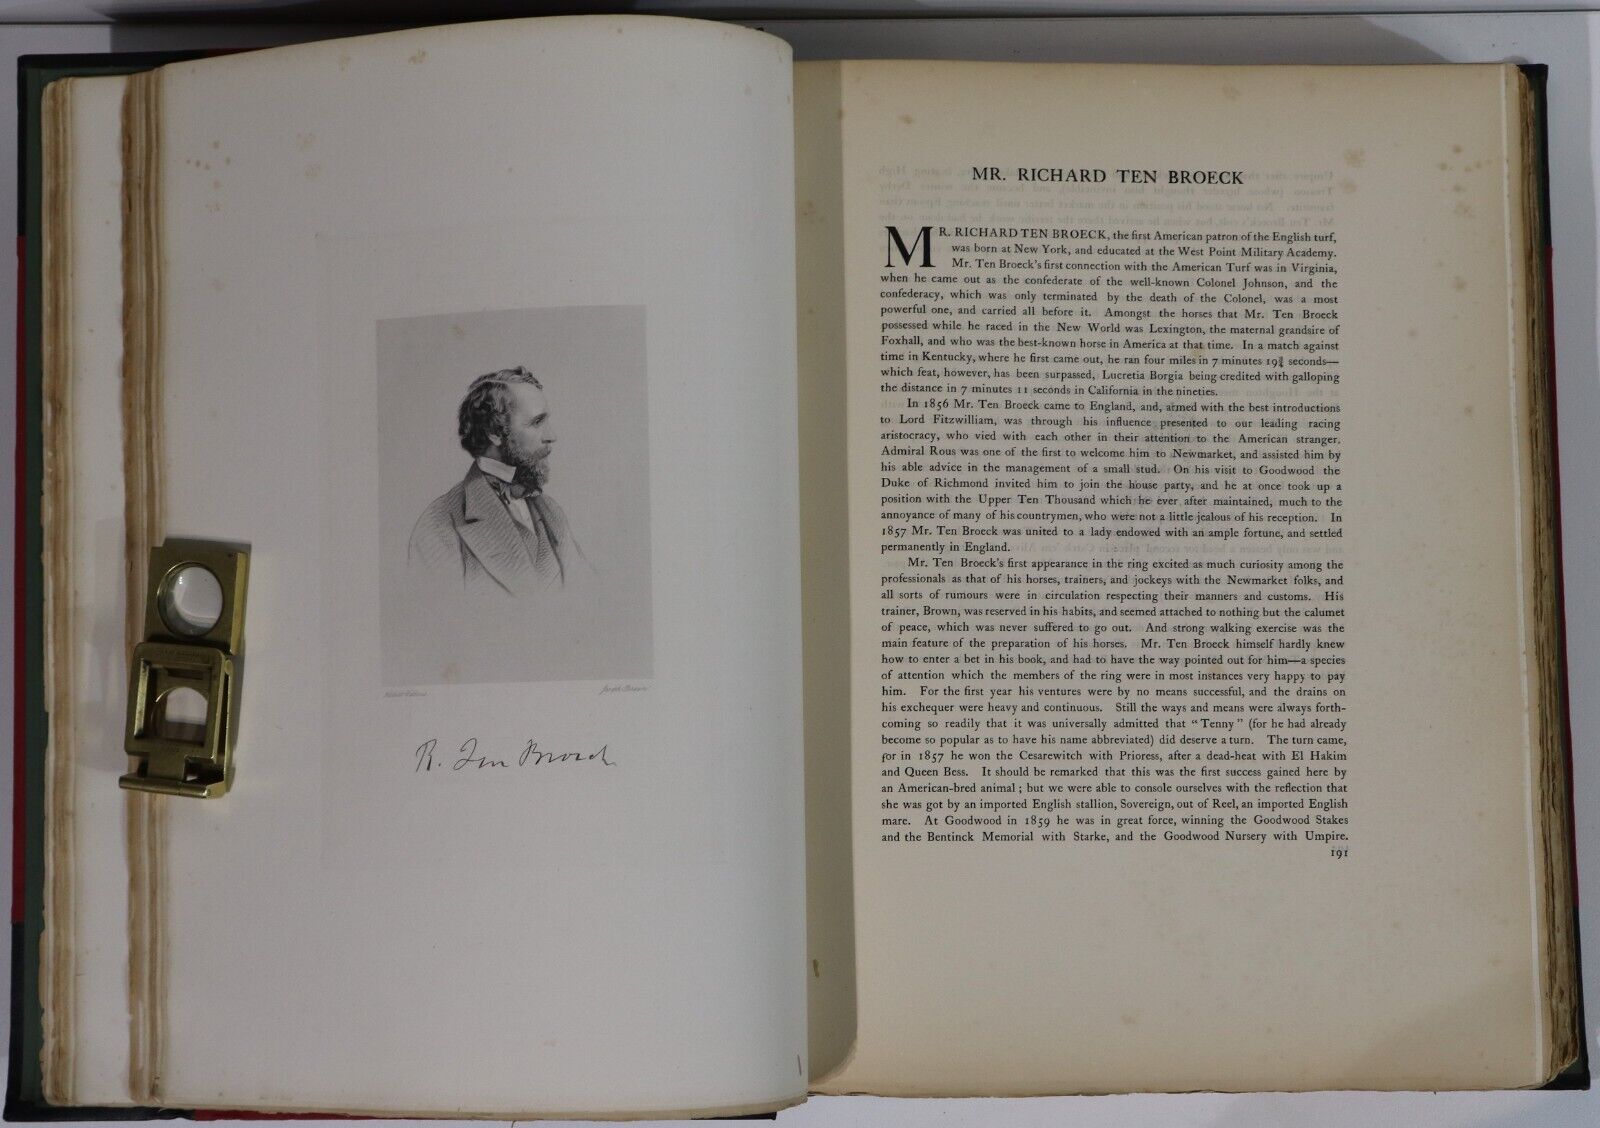 R. Ten Broeck
MR. RICHARD TEN BROECK
MR. RICHARD TEN BROECK, the first American patron of the English turf,
was born at New York, and educated at the West Point Military Academy.
Mr. Ten Broeck's first connection with the American Turf was in Virginia,
when he came out as the confederate of the well-known Colonel Johnson, and the
confederacy, which was only terminated by the death of the Colonel, was a most
powerful one, and carried all before it. Amongst the horses that Mr. Ten Broeck
possessed while he raced in the New World was Lexington, the maternal grandsire of
Foxhall, and who was the best-known horse in America at that time. In a match against
time in Kentucky, where he first came out, he ran four miles in 7 minutes 19¾ seconds—
which feat, however, has been surpassed, Lucretia Borgia being credited with galloping
the distance in 7 minutes 11 seconds in California in the nineties.
In 1856 Mr. Ten Broeck came to England, and, armed with the best introductions
to Lord Fitzwilliam, was through his influence presented to our leading racing
aristocracy, who vied with each other in their attention to the American stranger.
Admiral Rous was one of the first to welcome him to Newmarket, and assisted him by
his able advice in the management of a small stud. On his visit to Goodwood the
Duke of Richmond invited him to join the house party, and he at once took up a
position with the Upper Ten Thousand which he ever after maintained, much to the
annoyance of many of his countrymen, who were not a little jealous of his reception. In
1857 Mr. Ten Broeck was united to a lady endowed with an ample fortune, and settled
permanently in England.
Mr. Ten Broeck's first appearance in the ring excited as much curiosity among the
professionals as that of his horses, trainers, and jockeys with the Newmarket folks, and
all sorts of rumours were in circulation respecting their manners and customs. His
trainer, Brown, was reserved in his habits, and seemed attached to nothing but the calumet
of peace, which was never suffered to go out. And strong walking exercise was the
main feature of the preparation of his horses. Mr. Ten Broeck himself hardly knew
how to enter a bet in his book, and had to have the way pointed out for him—a species
of attention which the members of the ring were in most instances very happy to pay
him. For the first year his ventures were by no means successful, and the drains on
his exchequer were heavy and continuous. Still the ways and means were always forth-
coming so readily that it was universally admitted that "Tenny" (for he had already
become so popular as to have his name abbreviated) did deserve a turn. The turn came,
for in 1857 he won the Cesarewitch with Prioress, after a dead-heat with El Hakim
and Queen Bess. It should be remarked that this was the first success gained here by
an American-bred animal; but we were able to console ourselves with the reflection that
she was got by an imported English stallion, Sovereign, out of Reel, an imported English
mare. At Goodwood in 1859 he was in great force, winning the Goodwood Stakes
and the Bentinck Memorial with Starke, and the Goodwood Nursery with Umpire.
191